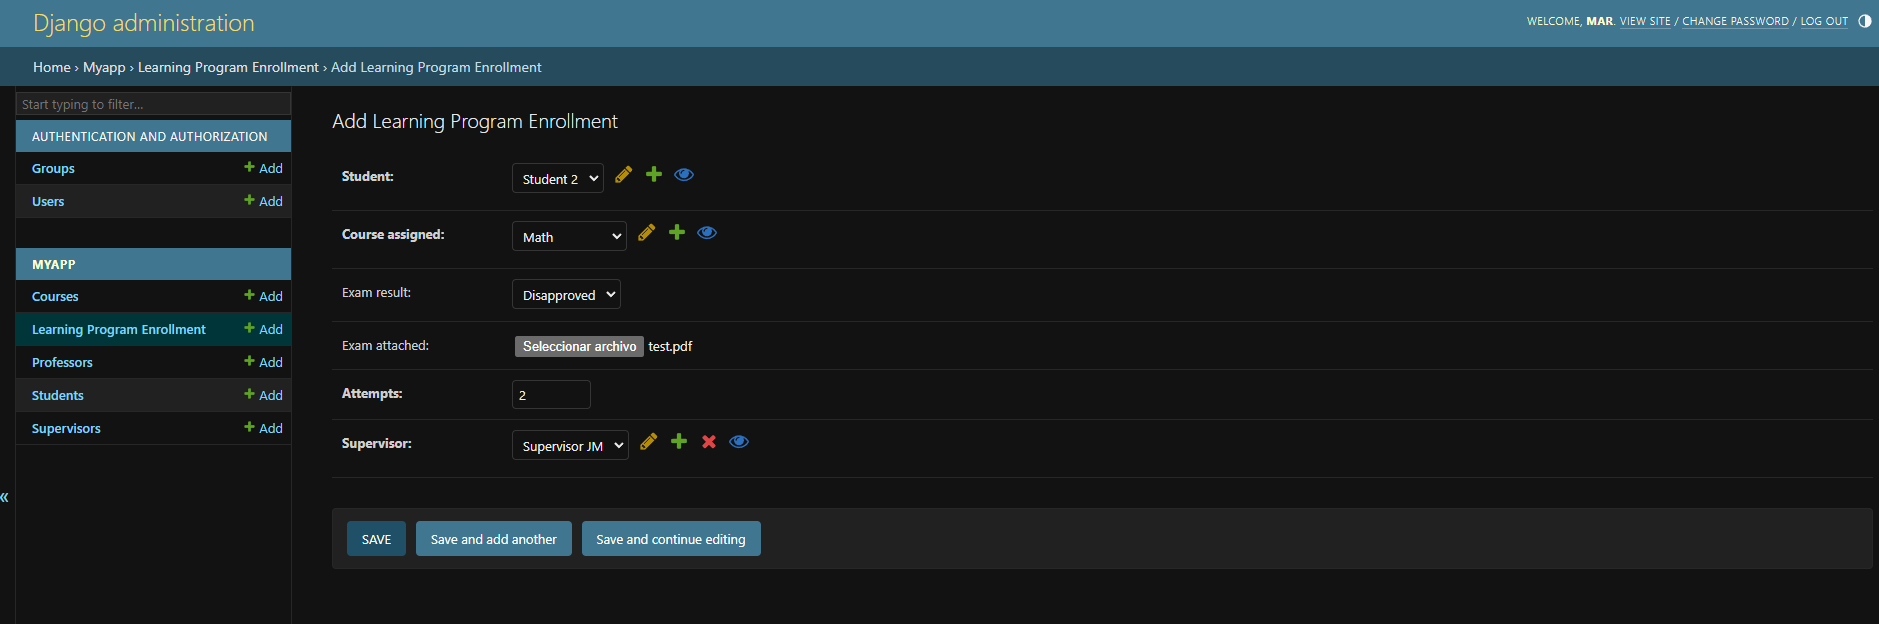 Django administration
WELCOME, MAR. VIEW SITE / CHANGE PASSWORD / LOG OUT
Home › Myapp › Learning Program Enrollment › Add Learning Program Enrollment
Start typing to filter...
AUTHENTICATION AND AUTHORIZATION
Groups + Add
Users + Add
MYAPP
Courses + Add
Learning Program Enrollment + Add
Professors + Add
Students + Add
Supervisors + Add
«
Add Learning Program Enrollment
Student: Student 2
Course assigned: Math
Exam result: Disapproved
Exam attached: Seleccionar archivo test.pdf
Attempts: 2
Supervisor: Supervisor JM
SAVE Save and add another Save and continue editing